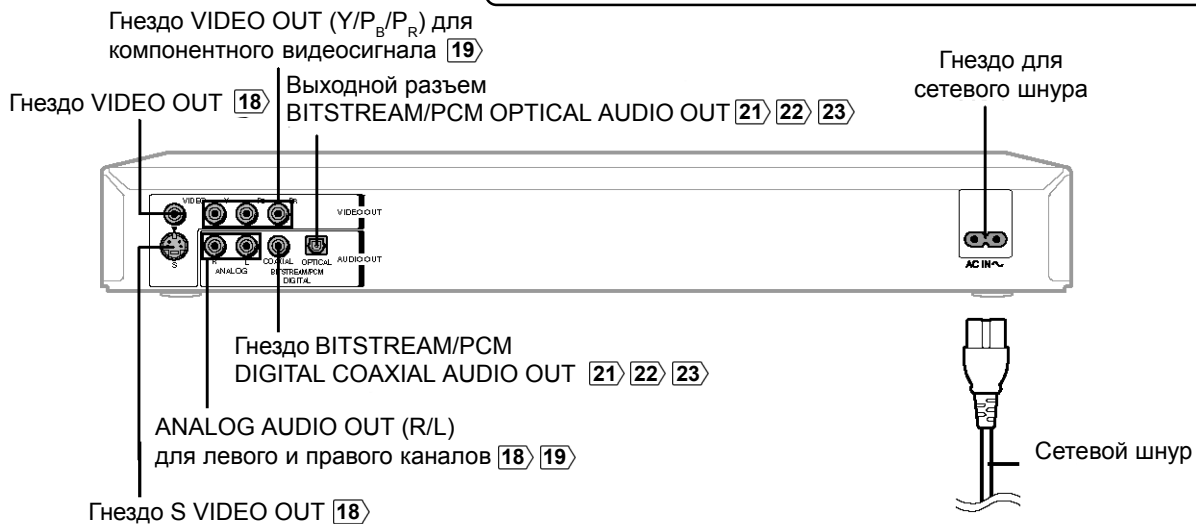 Гнездо VIDEO OUT (Y/PB/PR) для
компонентного видеосигнала 19
Гнездо VIDEO OUT 18
Выходной разъем
BITSTREAM/PCM OPTICAL AUDIO OUT 21 22 23
Гнездо для
сетевого шнура
VIDEO Y PB PR
VIDEO OUT
S
R L COAXIAL OPTICAL
AUDIO OUT
ANALOG BITSTREAM/PCM
DIGITAL
AC IN~
Гнездо BITSTREAM/PCM
DIGITAL COAXIAL AUDIO OUT 21 22 23
ANALOG AUDIO OUT (R/L)
для левого и правого каналов 18 19
Сетевой шнур
Гнездо S VIDEO OUT 18